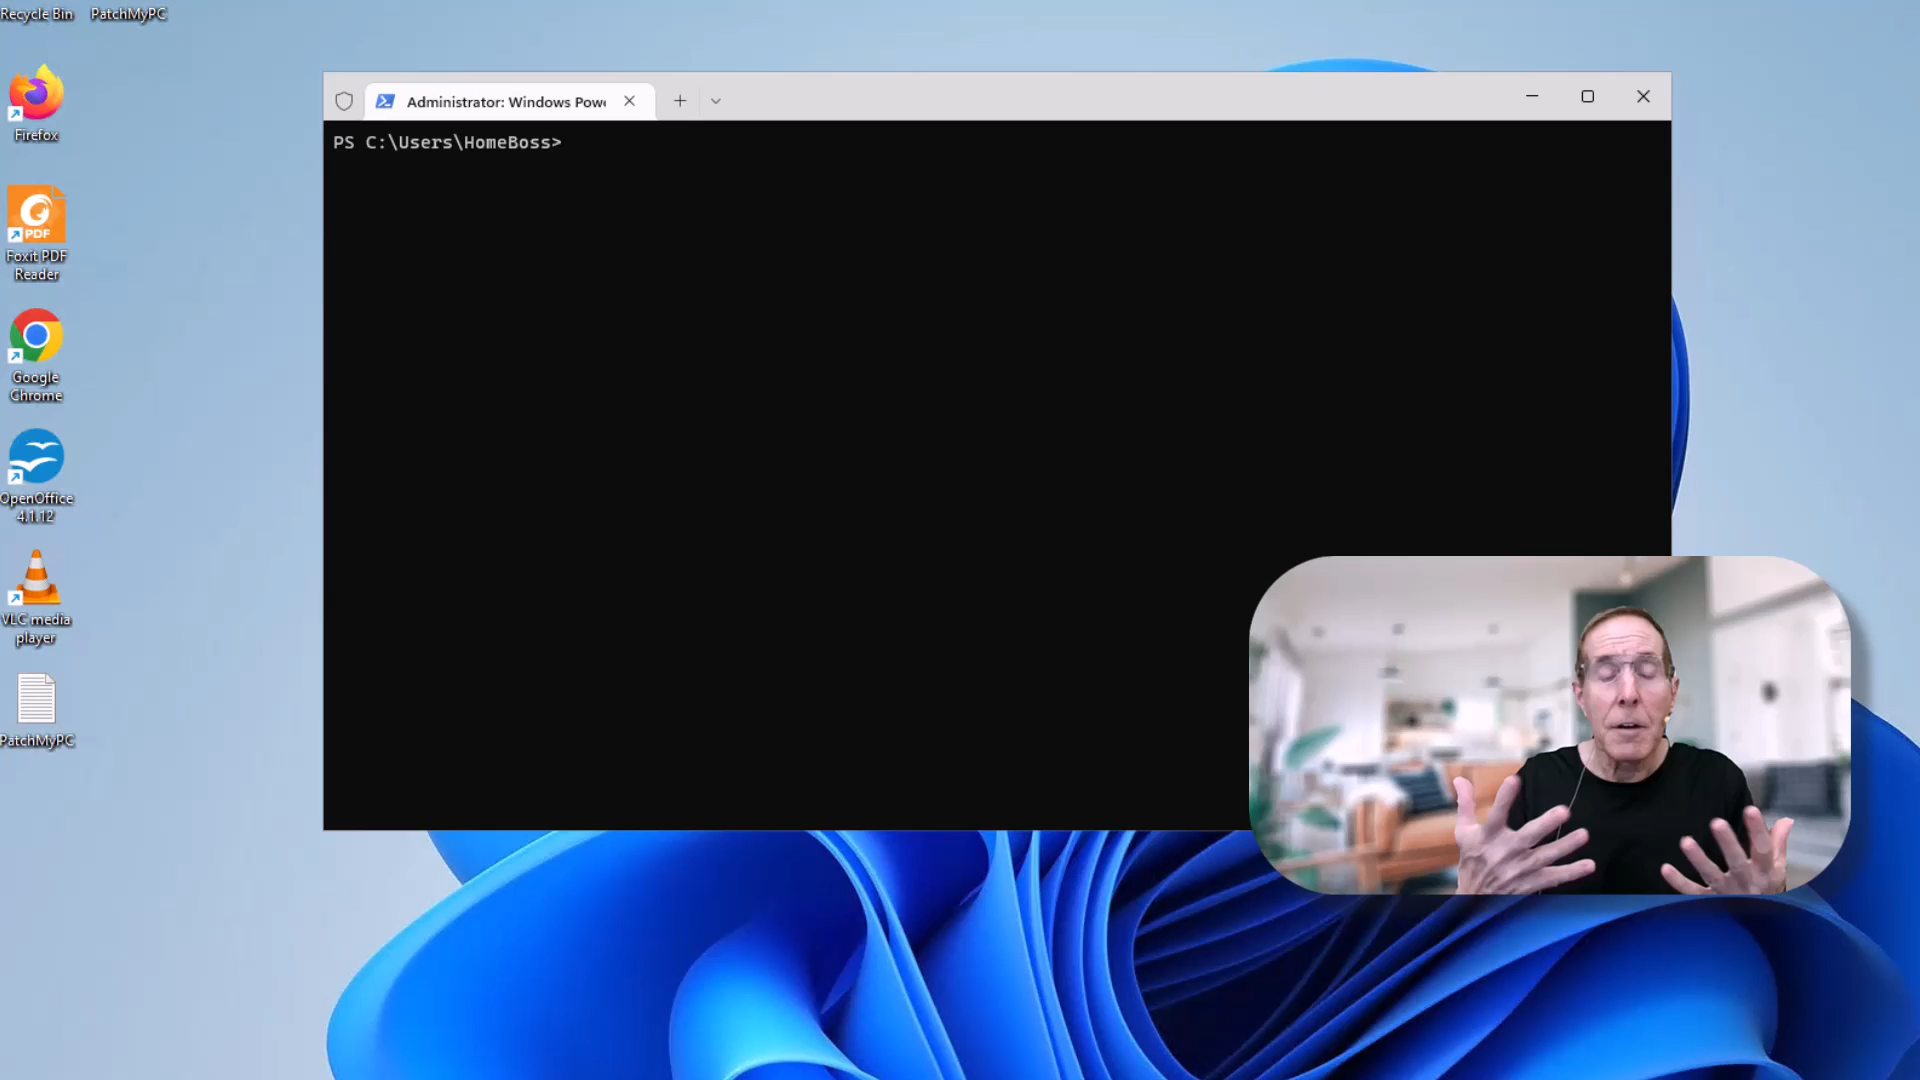 Recycle Bin
PatchMyPC
Firefox
PDF
Foxit PDF
Reader
Google
Chrome
OpenOffice
4.1.12
VLC media
player
PatchMyPC
Administrator: Windows Pow
PS C:\Users\HomeBoss>